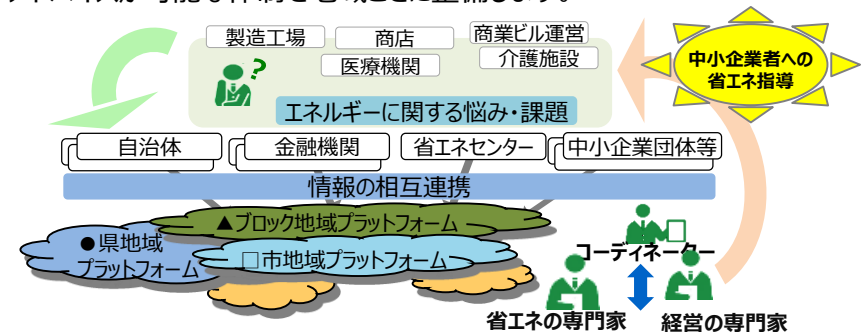 製造工場
商店
商業ビル運営
医療機関
介護施設
?
エネルギーに関する悩み・課題
中小企業者への
省エネ指導
自治体
金融機関
省エネセンター
中小企業団体等
情報の相互連携
▲ブロック地域プラットフォーム
●県地域
プラットフォーム
□市地域プラットフォーム
コーディネーター
省エネの専門家
経営の専門家